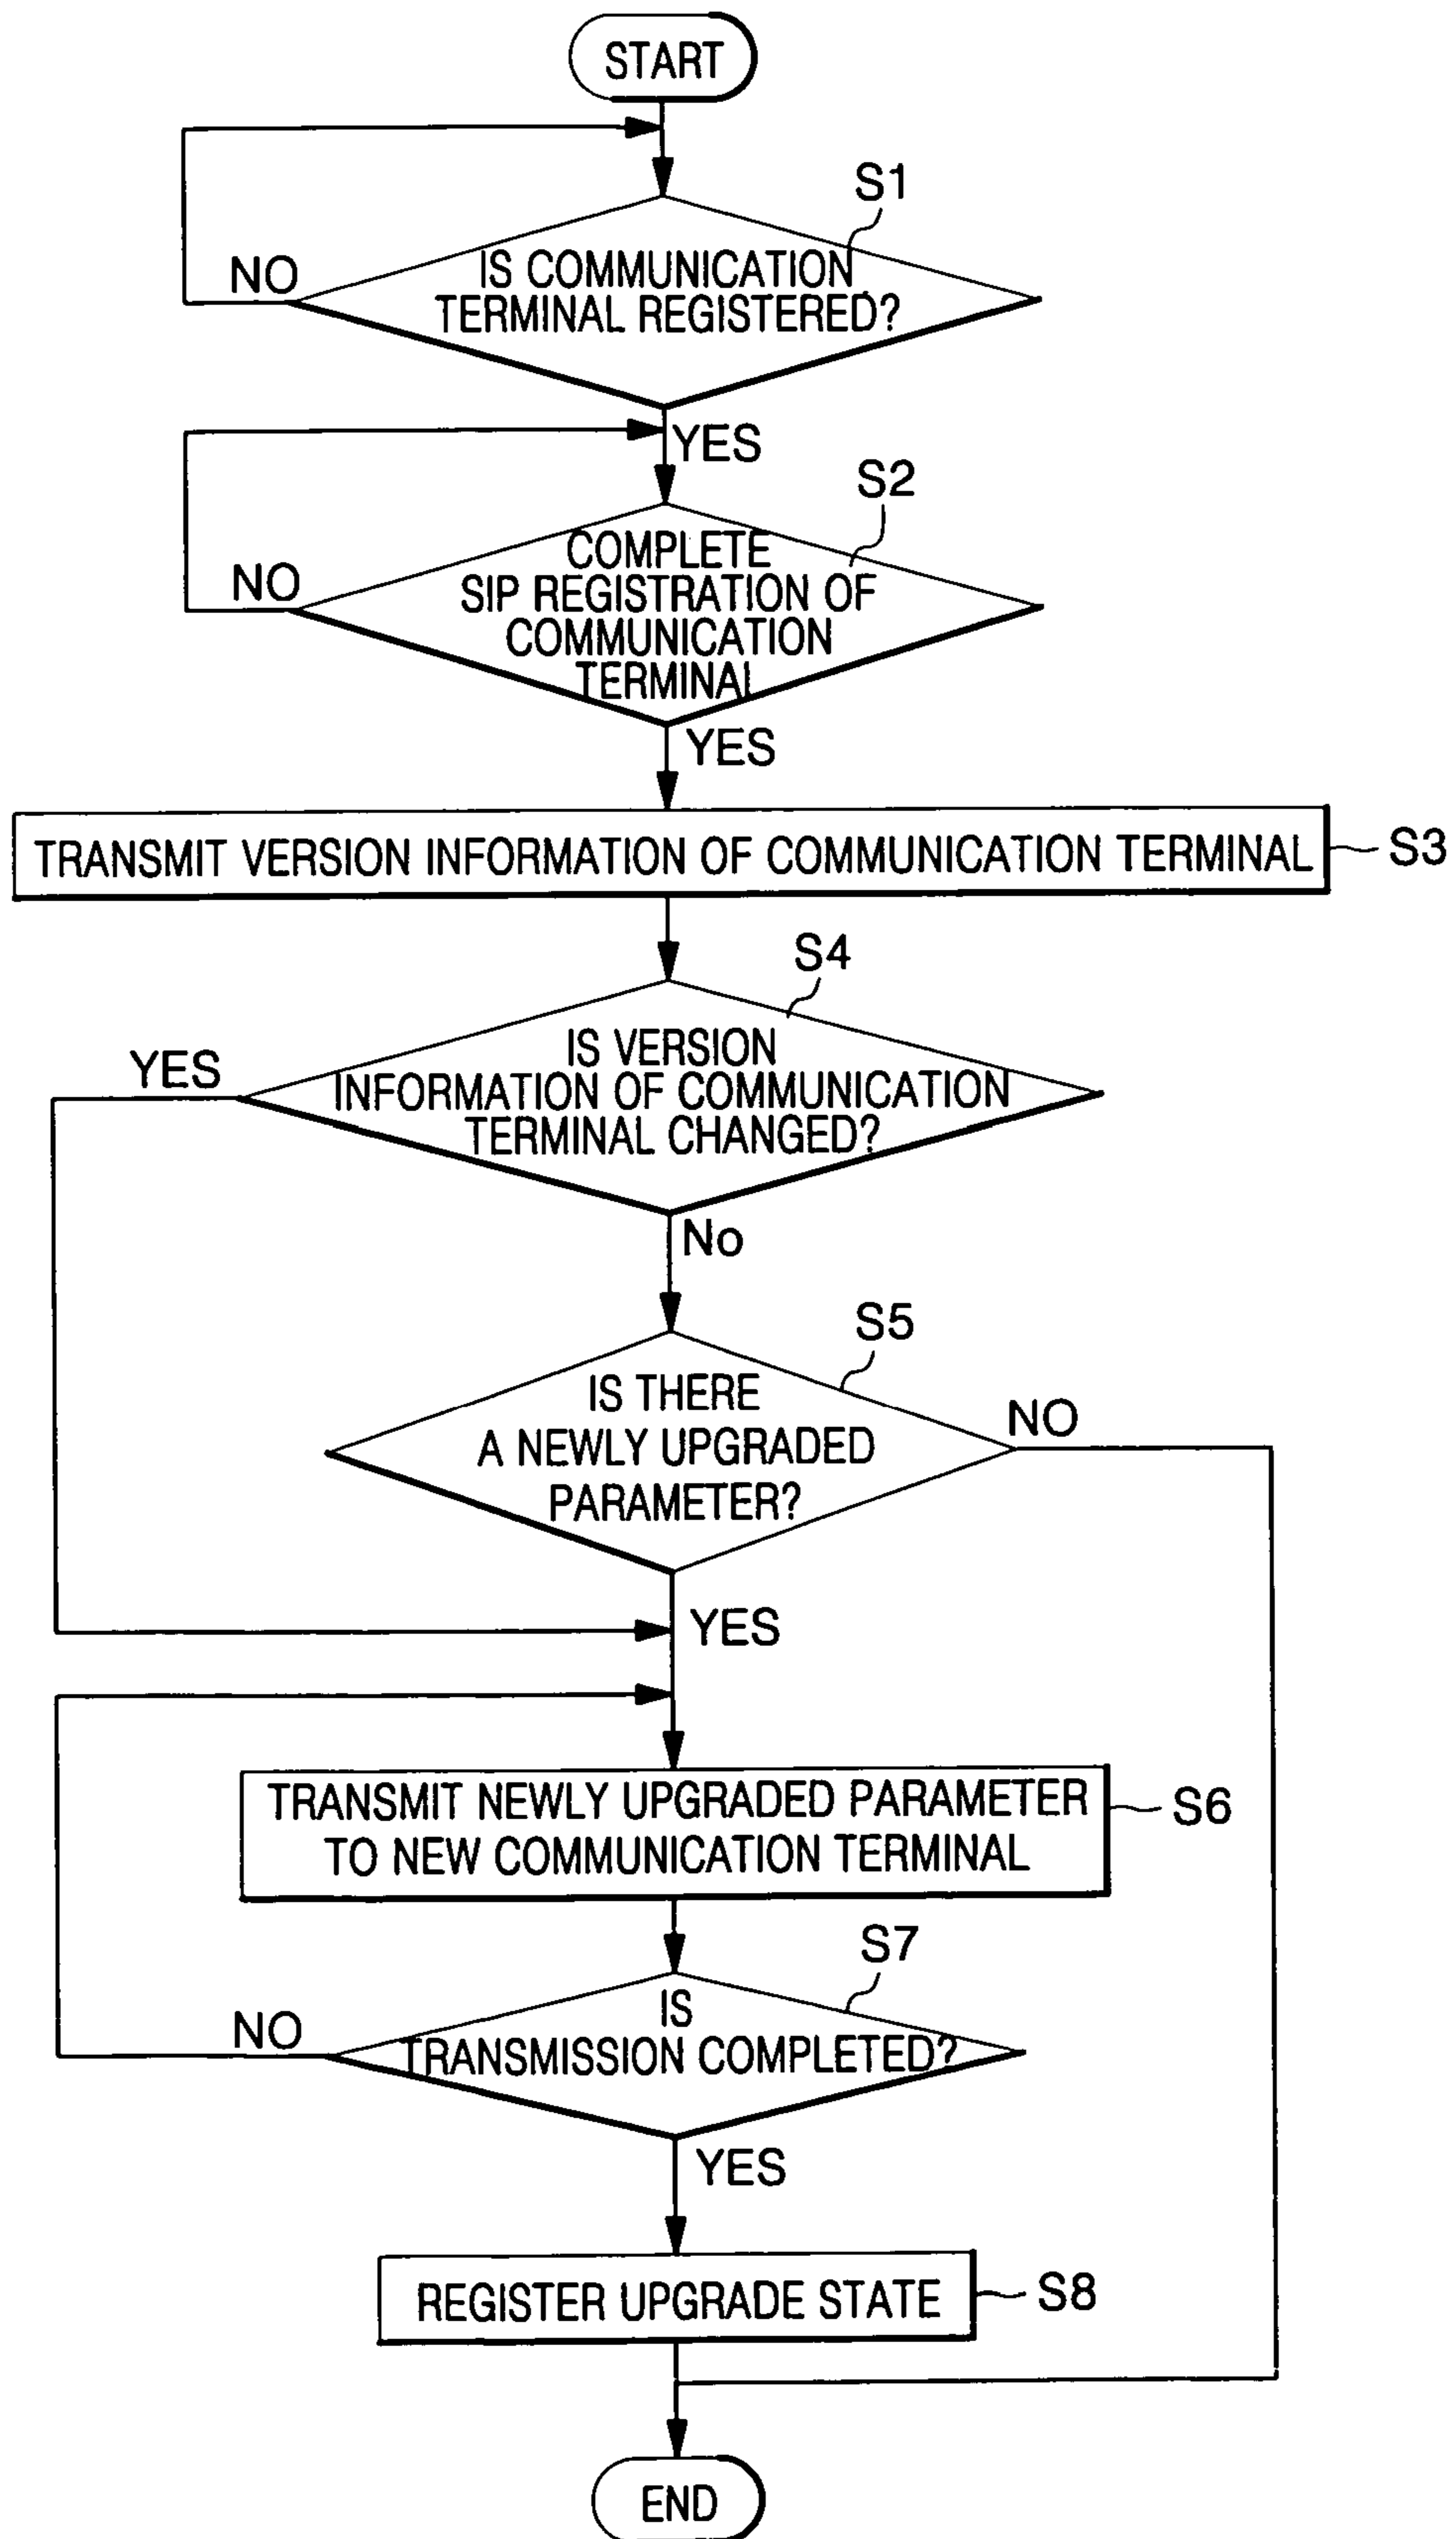 START
S1
IS COMMUNICATION
TERMINAL REGISTERED?
NO
YES
S2
COMPLETE
SIP REGISTRATION OF
COMMUNICATION
TERMINAL
NO
YES
TRANSMIT VERSION INFORMATION OF COMMUNICATION TERMINAL
S3
S4
IS VERSION
INFORMATION OF COMMUNICATION
TERMINAL CHANGED?
YES
No
S5
IS THERE
A NEWLY UPGRADED
PARAMETER?
NO
YES
TRANSMIT NEWLY UPGRADED PARAMETER
TO NEW COMMUNICATION TERMINAL
S6
S7
IS
TRANSMISSION COMPLETED?
NO
YES
REGISTER UPGRADE STATE
S8
END